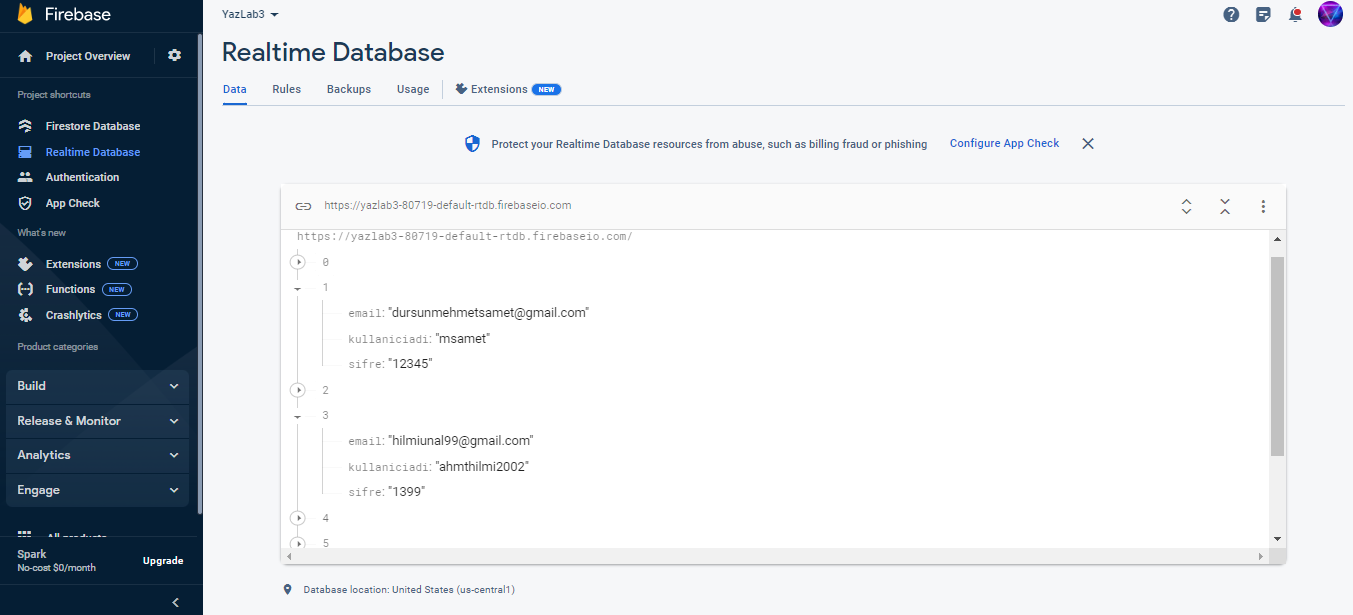 Firebase
Project Overview
Project shortcuts
Firestore Database
Realtime Database
Authentication
App Check
What's new
Extensions NEW
Functions NEW
Crashlytics NEW
Product categories
Build
Release & Monitor
Analytics
Engage
All products
Spark
No-cost $0/month
Upgrade
YazLab3
Realtime Database
Data Rules Backups Usage Extensions NEW
Protect your Realtime Database resources from abuse, such as billing fraud or phishing Configure App Check
https://yazlab3-80719-default-rtdb.firebaseio.com
https://yazlab3-80719-default-rtdb.firebaseio.com/
0
1
email: "dursunmehmetsamet@gmail.com"
kullaniciadi: "msamet"
sifre: "12345"
2
3
email: "hilmiunal99@gmail.com"
kullaniciadi: "ahmthilmi2002"
sifre: "1399"
4
5
Database location: United States (us-central1)